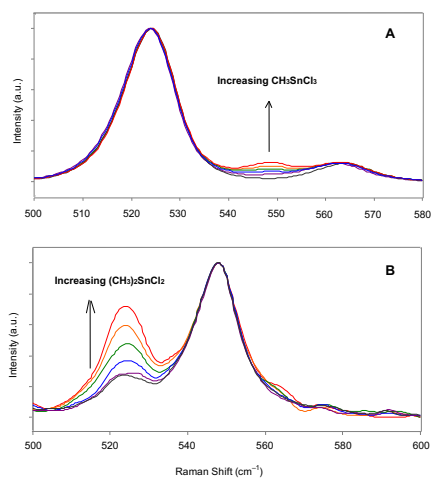 A
Increasing CH3SnCl3
Intensity (a.u.)
500 510 520 530 540 550 560 570 580
B
Increasing (CH3)2SnCl2
Intensity (a.u.)
500 520 540 560 580 600
Raman Shift (cm⁻¹)